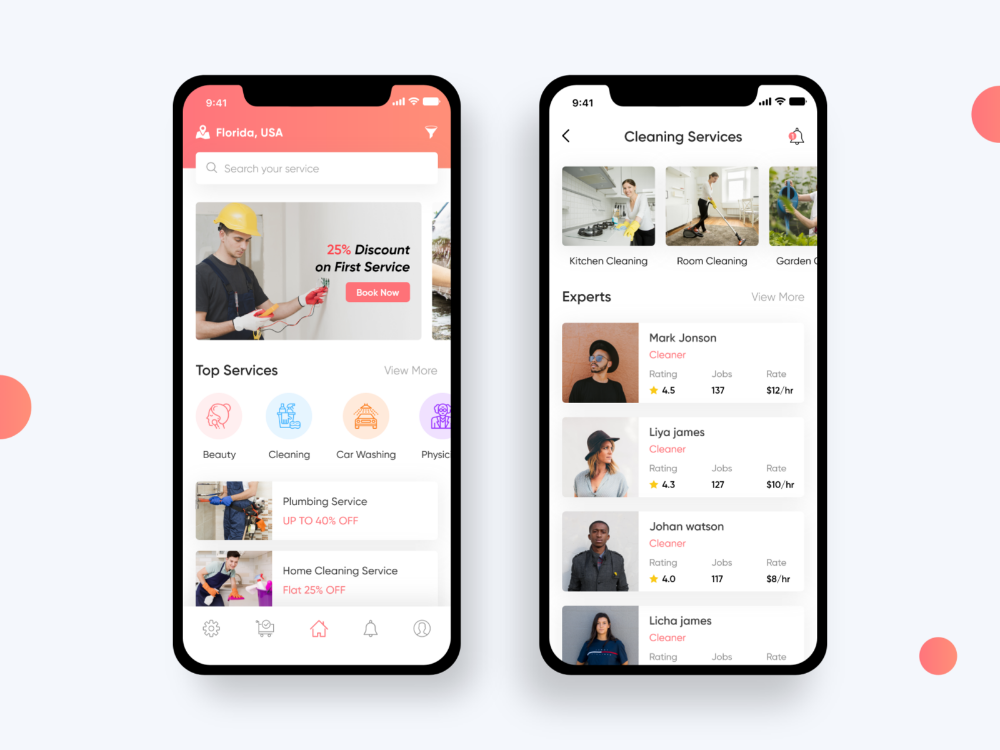 9:41
Florida, USA
Search your service
25% Discount
on First Service
Book Now
Top Services
View More
Beauty
Cleaning
Car Washing
Physic
Plumbing Service
UP TO 40% OFF
Home Cleaning Service
Flat 25% OFF
9:41
Cleaning Services
Kitchen Cleaning
Room Cleaning
Garden C
Experts
View More
Mark Jonson
Cleaner
Rating Jobs Rate
4.5 137 $12/hr
Liya james
Cleaner
Rating Jobs Rate
4.3 127 $10/hr
Johan watson
Cleaner
Rating Jobs Rate
4.0 117 $8/hr
Licha james
Cleaner
Rating Jobs Rate